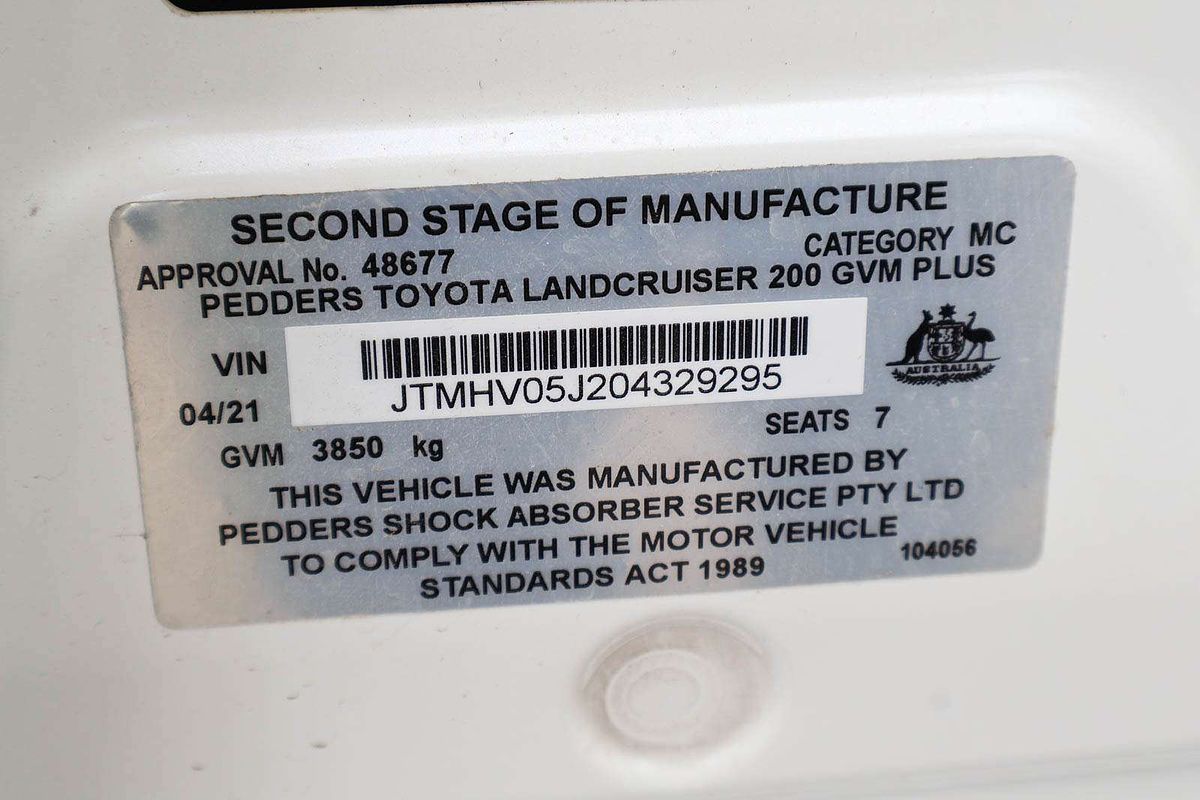 SECOND STAGE OF MANUFACTURE
APPROVAL No. 48677 CATEGORY MC
PEDDERS TOYOTA LANDCRUISER 200 GVM PLUS
VIN JTMHV05J204329295
AUSTRALIA
04/21
GVM 3850 kg SEATS 7
THIS VEHICLE WAS MANUFACTURED BY
PEDDERS SHOCK ABSORBER SERVICE PTY LTD
TO COMPLY WITH THE MOTOR VEHICLE
STANDARDS ACT 1989 104056